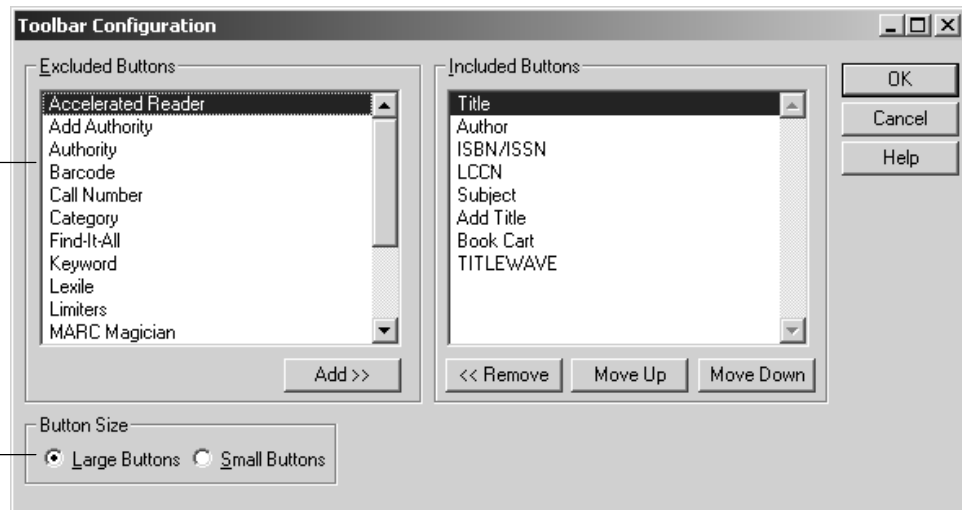 Toolbar Configuration
Excluded Buttons
Accelerated Reader
Add Authority
Authority
Barcode
Call Number
Category
Find-It-All
Keyword
Lexile
Limiters
MARC Magician
Add >>
Included Buttons
Title
Author
ISBN/ISSN
LCCN
Subject
Add Title
Book Cart
TITLEWAVE
<< Remove
Move Up
Move Down
OK
Cancel
Help
Button Size
Large Buttons
Small Buttons